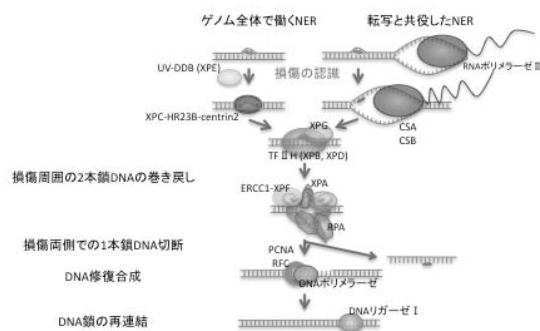 ゲノム全体で働くNER
転写と共役したNER
UV-DDB (XPE)
損傷の認識
RNAポリメラーゼⅡ
XPC-HR23B-centrin2
CSA
CSB
XPG
TFⅡH (XPB, XPD)
損傷周囲の2本鎖DNAの巻き戻し
ERCC1-XPF
XPA
RPA
損傷両側での1本鎖DNA切断
PCNA
RFC
DNA修復合成
DNAポリメラーゼ
DNA鎖の再連結
DNAリガーゼⅠ